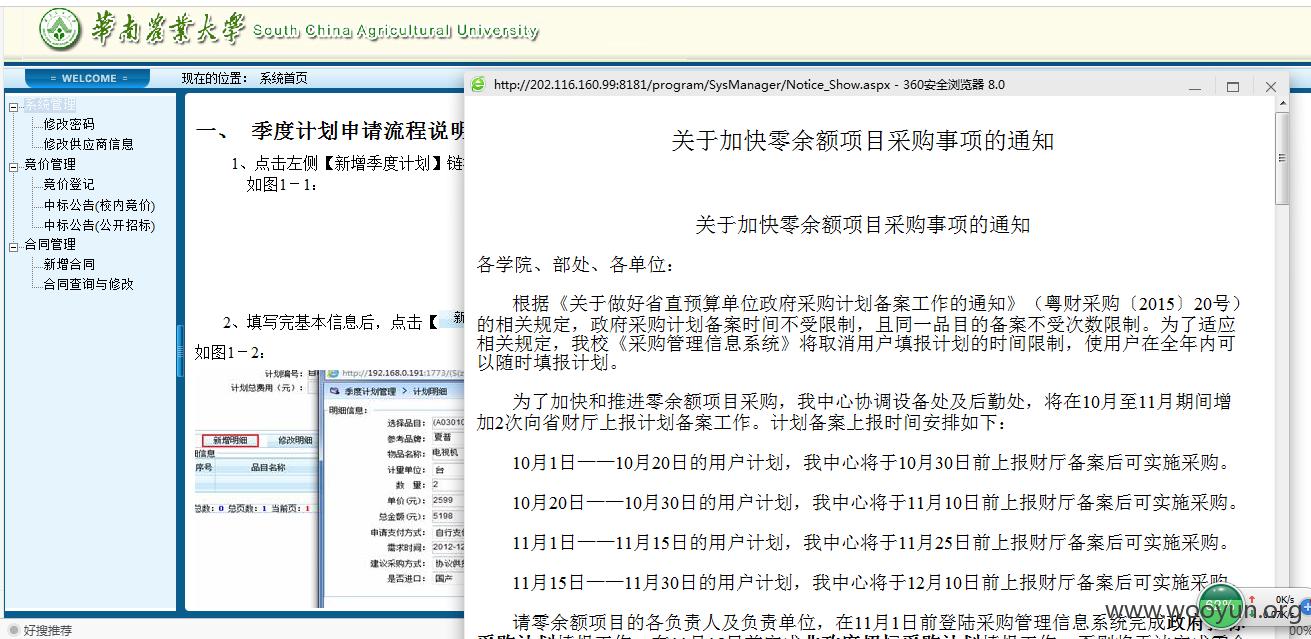 華南農業大學 South China Agricultural University
= WELCOME =
现在的位置： 系统首页
系统管理
修改密码
修改供应商信息
竞价管理
竞价登记
中标公告(校内竞价)
中标公告(公开招标)
合同管理
新增合同
合同查询与修改
一、 季度计划申请流程说明
1、点击左侧【新增季度计划】链
如图1－1：
2、填写完基本信息后，点击【 新
如图1－2：
计划编号：
计划总费用（元）：
新增明细 修改明细
序号 品目名称
总数：0 总页数：1 当前页：1
http://192.168.0.191:1773/(S(z
季度计划管理 > 计划明细
明细信息：
选择品目： (A03010
参考品牌： 夏普
物品名称： 电视机
计量单位： 台
数 量： 2
单价(元)： 2599
总金额(元)： 5198
申请支付方式： 自行支
需求时间： 2012-12
建议采购方式： 协议供
是否进口： 国产
http://202.116.160.99:8181/program/SysManager/Notice_Show.aspx - 360安全浏览器 8.0
关于加快零余额项目采购事项的通知
关于加快零余额项目采购事项的通知
各学院、部处、各单位：
根据《关于做好省直预算单位政府采购计划备案工作的通知》（粤财采购〔2015〕20号）
的相关规定，政府采购计划备案时间不受限制，且同一品目的备案不受次数限制。为了适应
相关规定，我校《采购管理信息系统》将取消用户填报计划的时间限制，使用户在全年内可
以随时填报计划。
为了加快和推进零余额项目采购，我中心协调设备处及后勤处，将在10月至11月期间增
加2次向省财厅上报计划备案工作。计划备案上报时间安排如下：
10月1日——10月20日的用户计划，我中心将于10月30日前上报财厅备案后可实施采购。
10月20日——10月30日的用户计划，我中心将于11月10日前上报财厅备案后可实施采购。
11月1日——11月15日的用户计划，我中心将于11月25日前上报财厅备案后可实施采购。
11月15日——11月30日的用户计划，我中心将于12月10日前上报财厅备案后可实施采购
请零余额项目的各负责人及负责单位，在11月1日前登陆采购管理信息系统完成政府
63%
0K/s
www.wooyun.org
好搜推荐